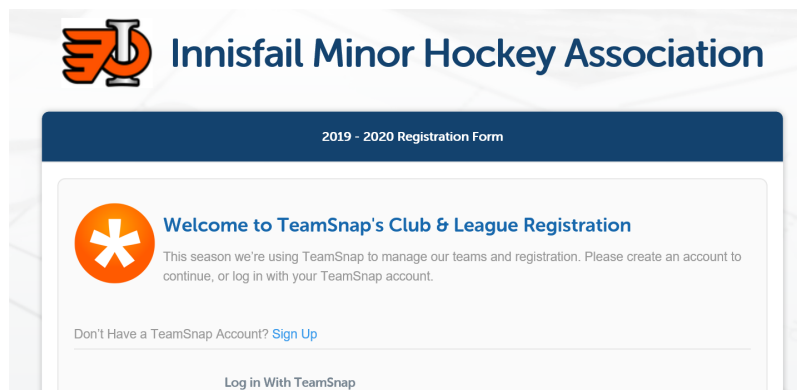 Innisfail Minor Hockey Association
2019 - 2020 Registration Form
Welcome to TeamSnap's Club & League Registration
This season we're using TeamSnap to manage our teams and registration. Please create an account to
continue, or log in with your TeamSnap account.
Don't Have a TeamSnap Account? Sign Up
Log in With TeamSnap